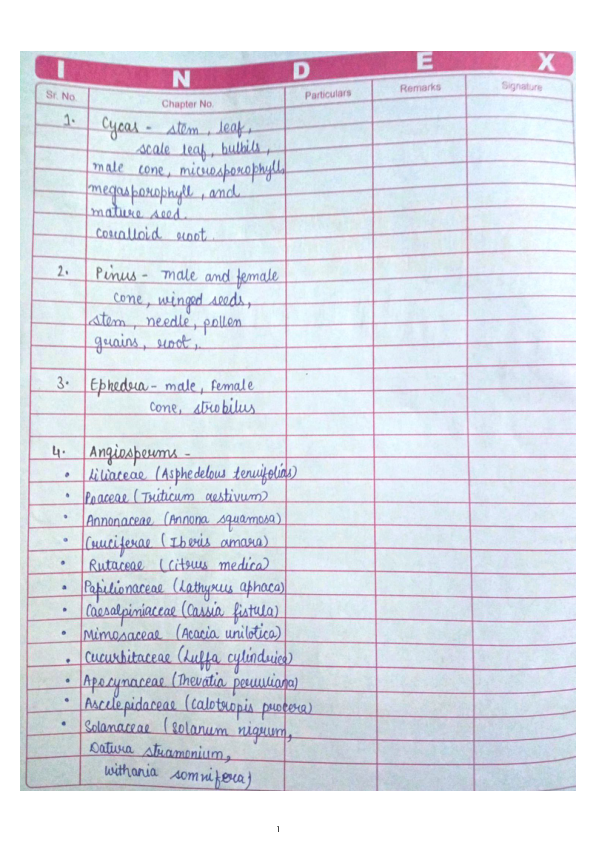 I N D E X
Sr. No. Chapter No. Particulars Remarks Signature
1. Cycas - stem, leaf,
scale leaf, bulbils,
male cone, microsporophyll,
megasporophyll, and
mature seed.
coralloid root.
2. Pinus - male and female
cone, winged seeds,
stem, needle, pollen
grains, root,.
3. Ephedra - male, female
cone, strobilus
4. Angiosperms -
• Liliaceae (Asphedelous tenuifolias)
• Poaceae (Triticum aestivum)
• Annonaceae (Annona squamosa)
• Cruciferae (Iberis amara)
• Rutaceae (Citrus medica)
• Papilionaceae (Lathyrus aphaca)
• Caesalpiniaceae (Cassia fistula)
• Mimosaceae (Acacia unilotica)
• Cucurbitaceae (Luffa cylindrica)
• Apocynaceae (Thevatia peruviana)
• Ascelepidaceae (Calotropis procera)
• Solanaceae (Solanum nigrum,
Datura stramonium,
withania somnifera)
1